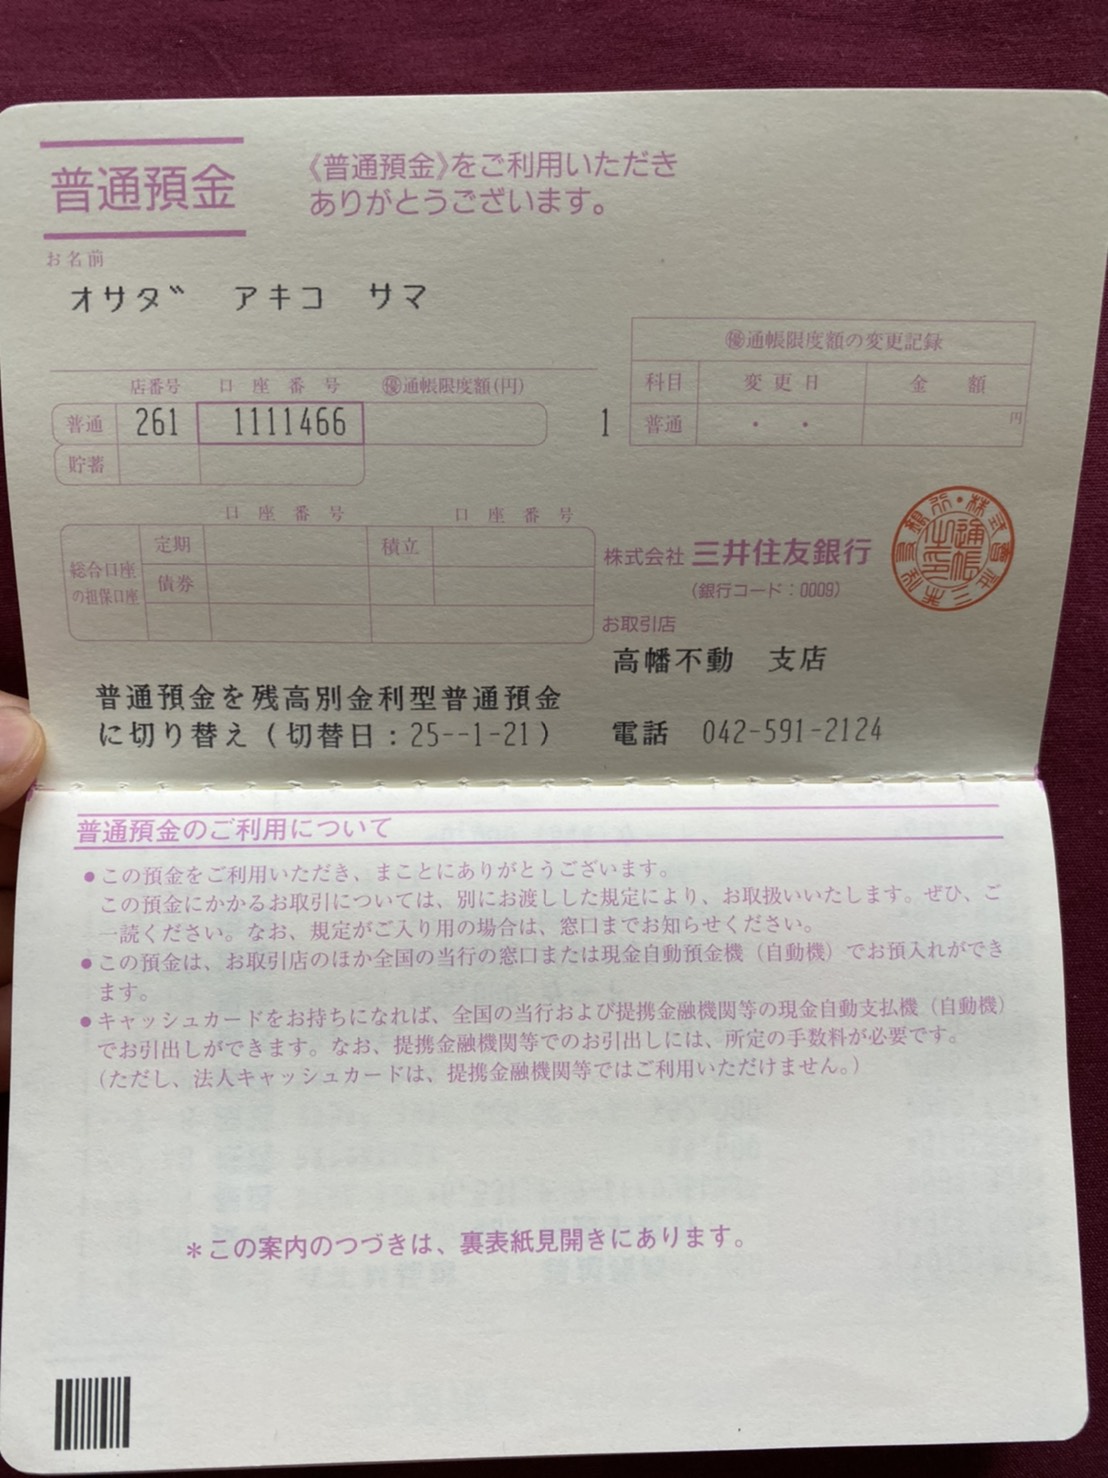 普通預金
《普通預金》をご利用いただき
ありがとうございます。
お名前
オサダ゛ アキコ サマ
店番号 口座番号 ㊝通帳限度額(円)
普通 261 1111466
貯蓄
1
㊝通帳限度額の変更記録
科目 変更日 金額
普通 ・ ・ 円
口座番号 口座番号
総合口座
の担保口座
定期 積立
債券
株式会社 三井住友銀行
(銀行コード：0009)
お取引店
高幡不動 支店
普通預金を残高別金利型普通預金
に切り替え（切替日：25--1-21）
電話 042-591-2124
普通預金のご利用について
●この預金をご利用いただき、まことにありがとうございます。
この預金にかかるお取引については、別にお渡しした規定により、お取扱いいたします。ぜひ、ご
一読ください。なお、規定がご入り用の場合は、窓口までお知らせください。
●この預金は、お取引店のほか全国の当行の窓口または現金自動預金機（自動機）でお預入れができ
ます。
●キャッシュカードをお持ちになれば、全国の当行および提携金融機関等の現金自動支払機（自動機）
でお引出しができます。なお、提携金融機関等でのお引出しには、所定の手数料が必要です。
（ただし、法人キャッシュカードは、提携金融機関等ではご利用いただけません。）
＊この案内のつづきは、裏表紙見開きにあります。